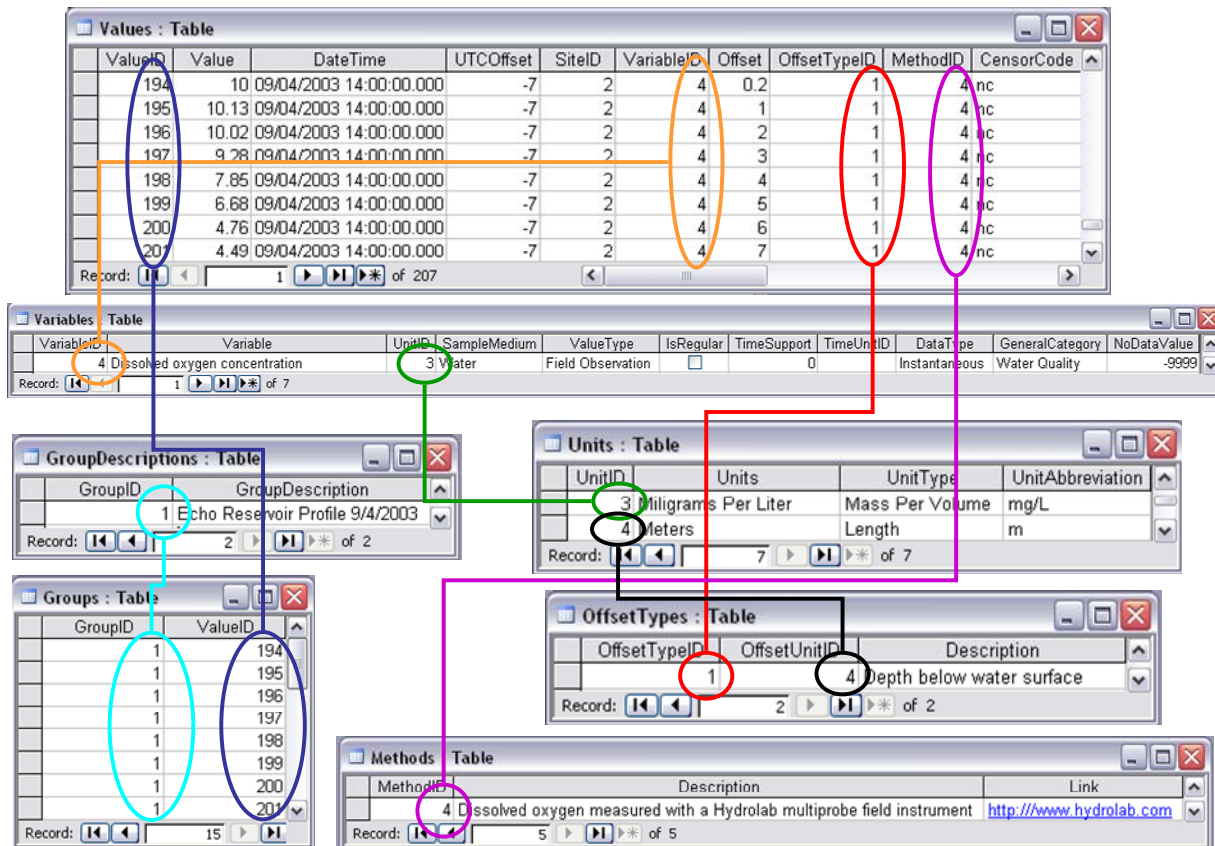 Values : Table
ValueID Value DateTime UTCOffset SiteID VariableID Offset OffsetTypeID MethodID CensorCode
194 10 09/04/2003 14:00:00.000 -7 2 4 0.2 1 4 nc
195 10.13 09/04/2003 14:00:00.000 -7 2 4 1 1 4 nc
196 10.02 09/04/2003 14:00:00.000 -7 2 4 2 1 4 nc
197 9.28 09/04/2003 14:00:00.000 -7 2 4 3 1 4 nc
198 7.85 09/04/2003 14:00:00.000 -7 2 4 4 1 4 nc
199 6.68 09/04/2003 14:00:00.000 -7 2 4 5 1 4 nc
200 4.76 09/04/2003 14:00:00.000 -7 2 4 6 1 4 nc
201 4.49 09/04/2003 14:00:00.000 -7 2 4 7 1 4 nc
Record: 1 of 207
Variables : Table
VariableID Variable UnitID SampleMedium ValueType IsRegular TimeSupport TimeUnitID DataType GeneralCategory NoDataValue
4 Dissolved oxygen concentration 3 Water Field Observation 0 Instantaneous Water Quality -9999
Record: 1 of 7
GroupDescriptions : Table
GroupID GroupDescription
1 Echo Reservoir Profile 9/4/2003
Record: 2 of 2
Units : Table
UnitID Units UnitType UnitAbbreviation
3 Miligrams Per Liter Mass Per Volume mg/L
4 Meters Length m
Record: 7 of 7
Groups : Table
GroupID ValueID
1 194
1 195
1 196
1 197
1 198
1 199
1 200
1 201
Record: 15
OffsetTypes : Table
OffsetTypeID OffsetUnitID Description
1 4 Depth below water surface
Record: 2 of 2
Methods : Table
MethodID Description Link
4 Dissolved oxygen measured with a Hydrolab multiprobe field instrument http://www.hydrolab.com
Record: 5 of 5